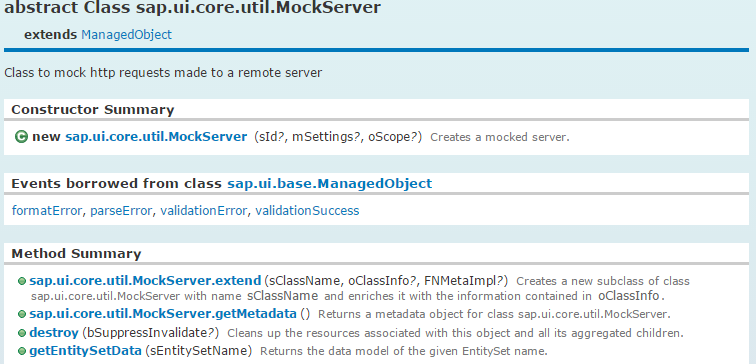 abstract Class sap.ui.core.util.MockServer
extends ManagedObject
Class to mock http requests made to a remote server
Constructor Summary
C new sap.ui.core.util.MockServer (sId?, mSettings?, oScope?) Creates a mocked server.
Events borrowed from class sap.ui.base.ManagedObject
formatError, parseError, validationError, validationSuccess
Method Summary
sap.ui.core.util.MockServer.extend (sClassName, oClassInfo?, FNMetaImpl?) Creates a new subclass of class
sap.ui.core.util.MockServer with name sClassName and enriches it with the information contained in oClassInfo.
sap.ui.core.util.MockServer.getMetadata () Returns a metadata object for class sap.ui.core.util.MockServer.
destroy (bSuppressInvalidate?) Cleans up the resources associated with this object and all its aggregated children.
getEntitySetData (sEntitySetName) Returns the data model of the given EntitySet name.